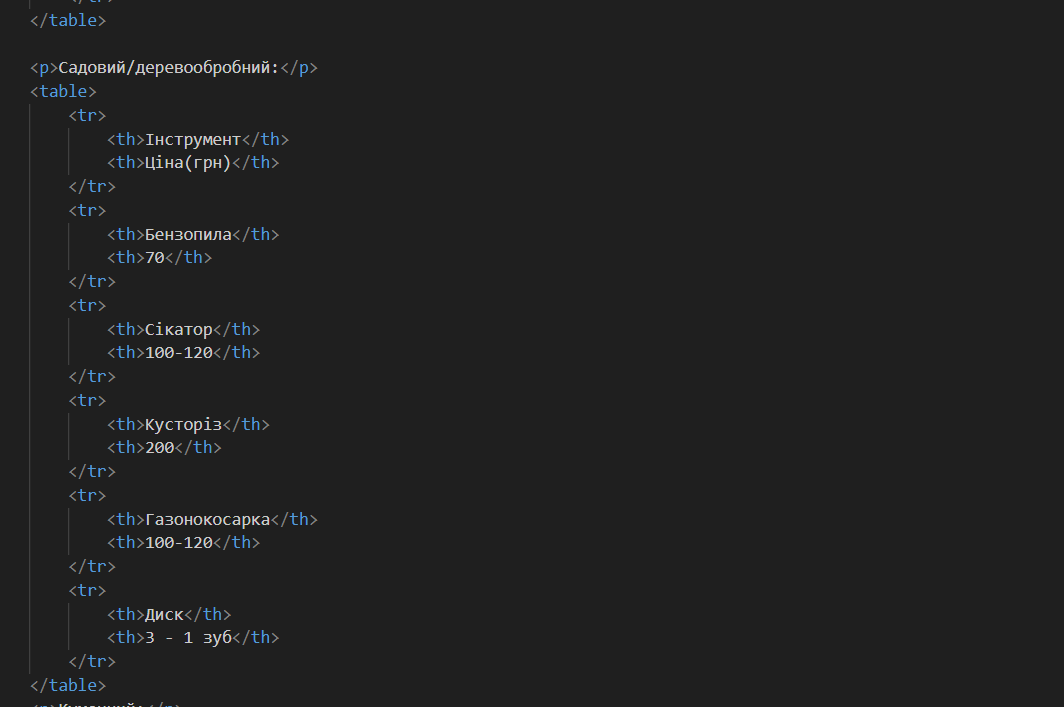 </table>
<p>Садовий/деревообробний:</p>
<table>
<tr>
<th>Інструмент</th>
<th>Ціна(грн)</th>
</tr>
<tr>
<th>Бензопила</th>
<th>70</th>
</tr>
<tr>
<th>Сікатор</th>
<th>100-120</th>
</tr>
<tr>
<th>Кусторіз</th>
<th>200</th>
</tr>
<tr>
<th>Газонокосарка</th>
<th>100-120</th>
</tr>
<tr>
<th>Диск</th>
<th>3 - 1 зуб</th>
</tr>
</table>